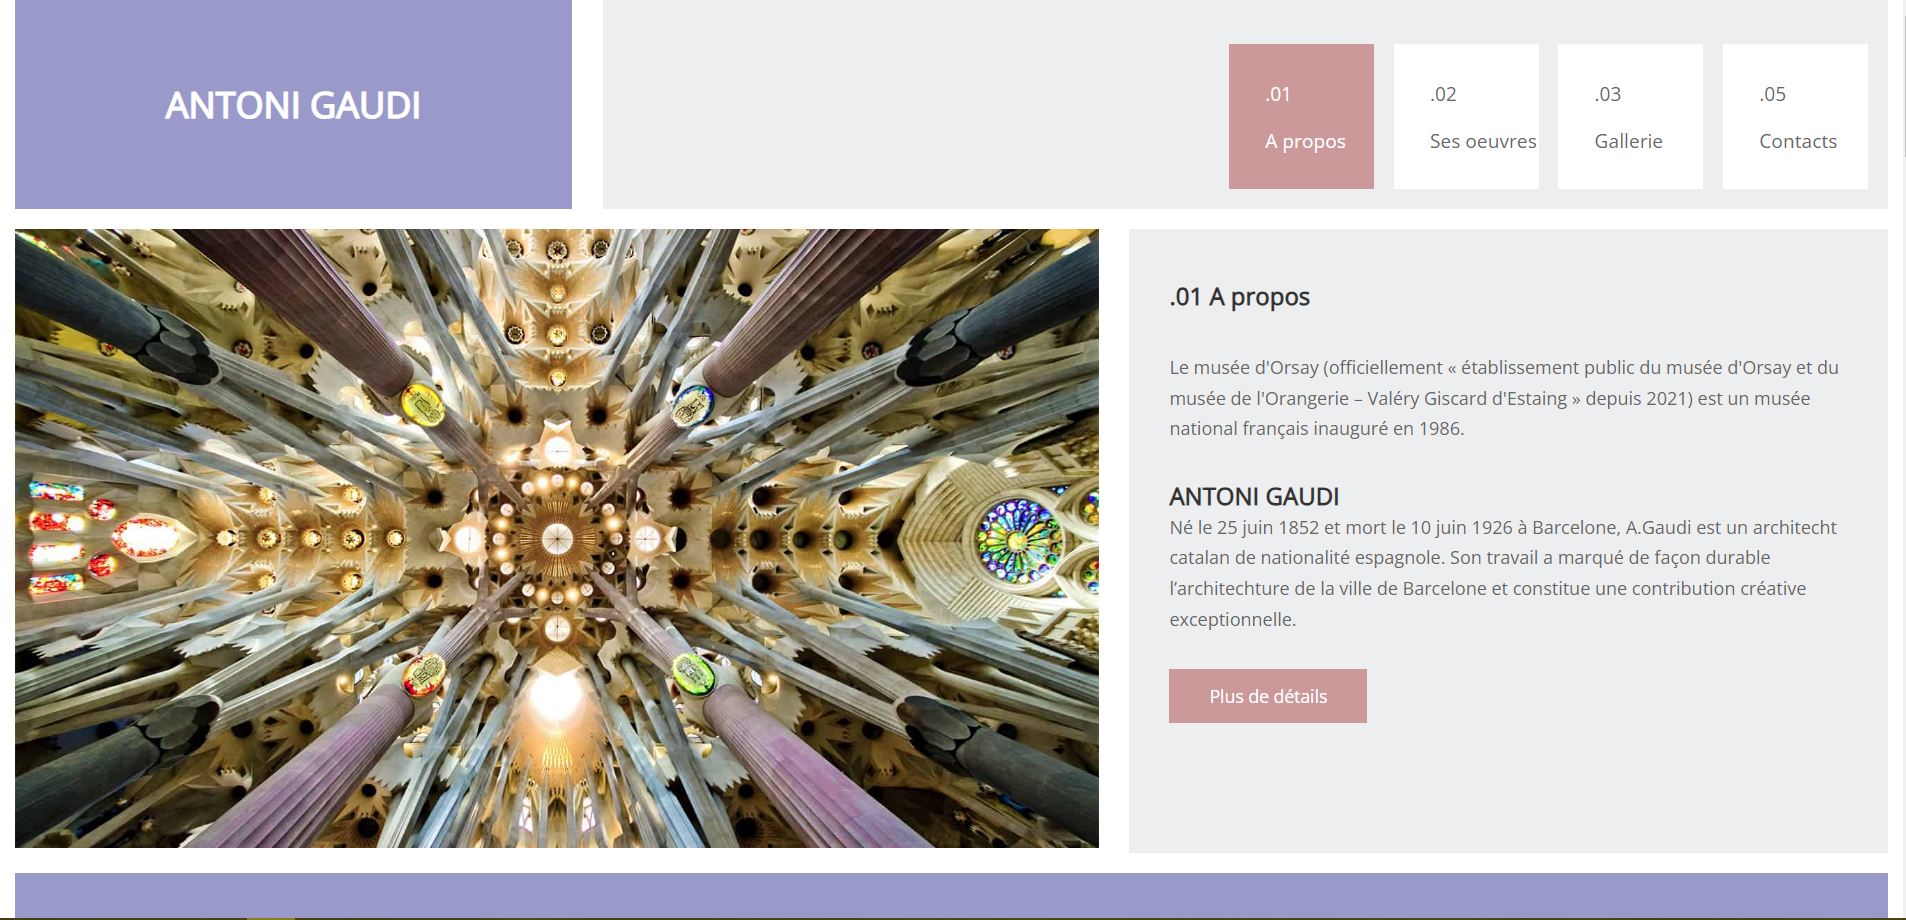 ANTONI GAUDI
.01
A propos
.02
Ses oeuvres
.03
Gallerie
.05
Contacts
.01 A propos
Le musée d'Orsay (officiellement « établissement public du musée d'Orsay et du
musée de l'Orangerie – Valéry Giscard d'Estaing » depuis 2021) est un musée
national français inauguré en 1986.
ANTONI GAUDI
Né le 25 juin 1852 et mort le 10 juin 1926 à Barcelone, A.Gaudi est un architecht
catalan de nationalité espagnole. Son travail a marqué de façon durable
l’architechture de la ville de Barcelone et constitue une contribution créative
exceptionnelle.
Plus de détails